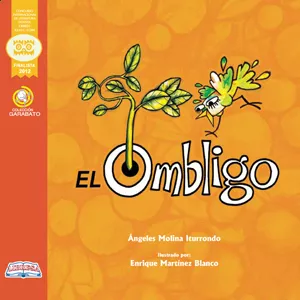 FINALISTA
2012
COLECCIÓN
GARABATO
EL Ombligo
Ángeles Molina Iturrondo
ilustrado por:
Enrique Martínez Blanco